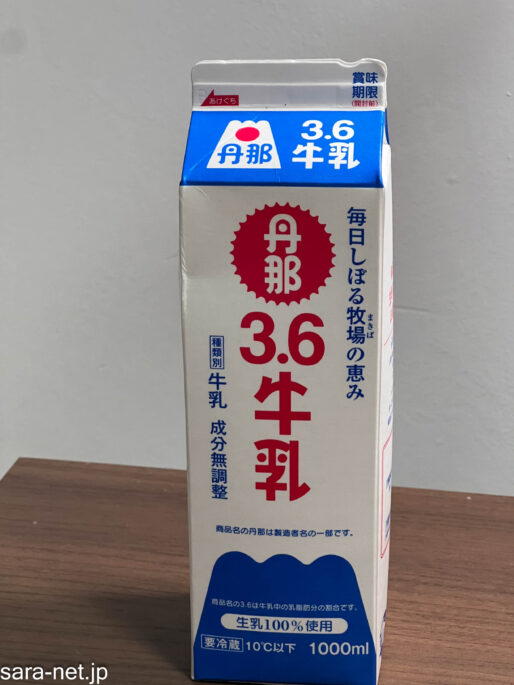 賞味
期限
(開封前)
あけぐち
丹那
3.6
牛乳
丹那
3.6
牛乳
毎日しぼる牧場の恵み
まきば
種類別
牛乳 成分無調整
商品名の丹那は製造者名の一部です。
商品名の3.6は牛乳中の乳脂肪分の割合です。
生乳100%使用
要冷蔵 10℃以下 1000ml
sara-net.jp